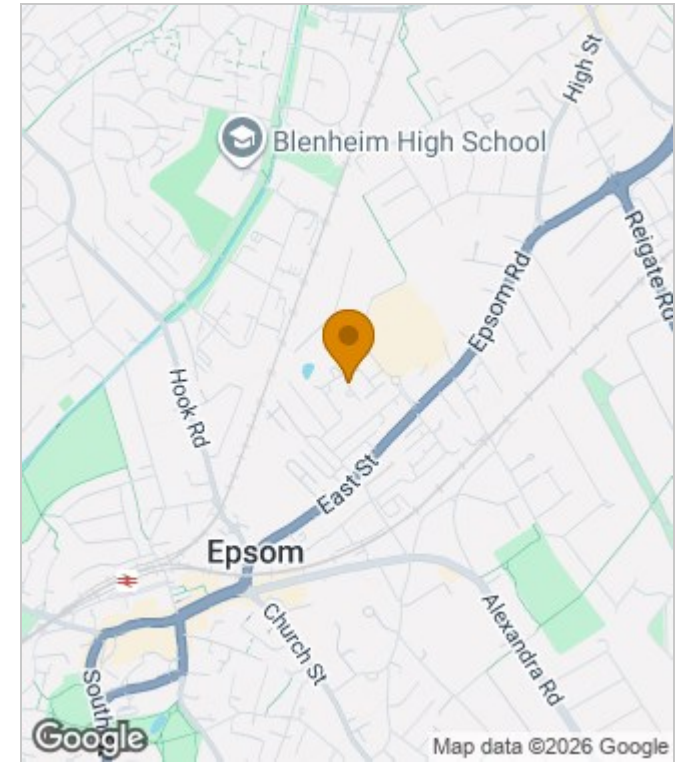 High St
Blenheim High School
Reigate Rd
Epsom Rd
Hook Rd
East St
Epsom
Church St
Alexandra Rd
South
Google
Map data ©2026 Google